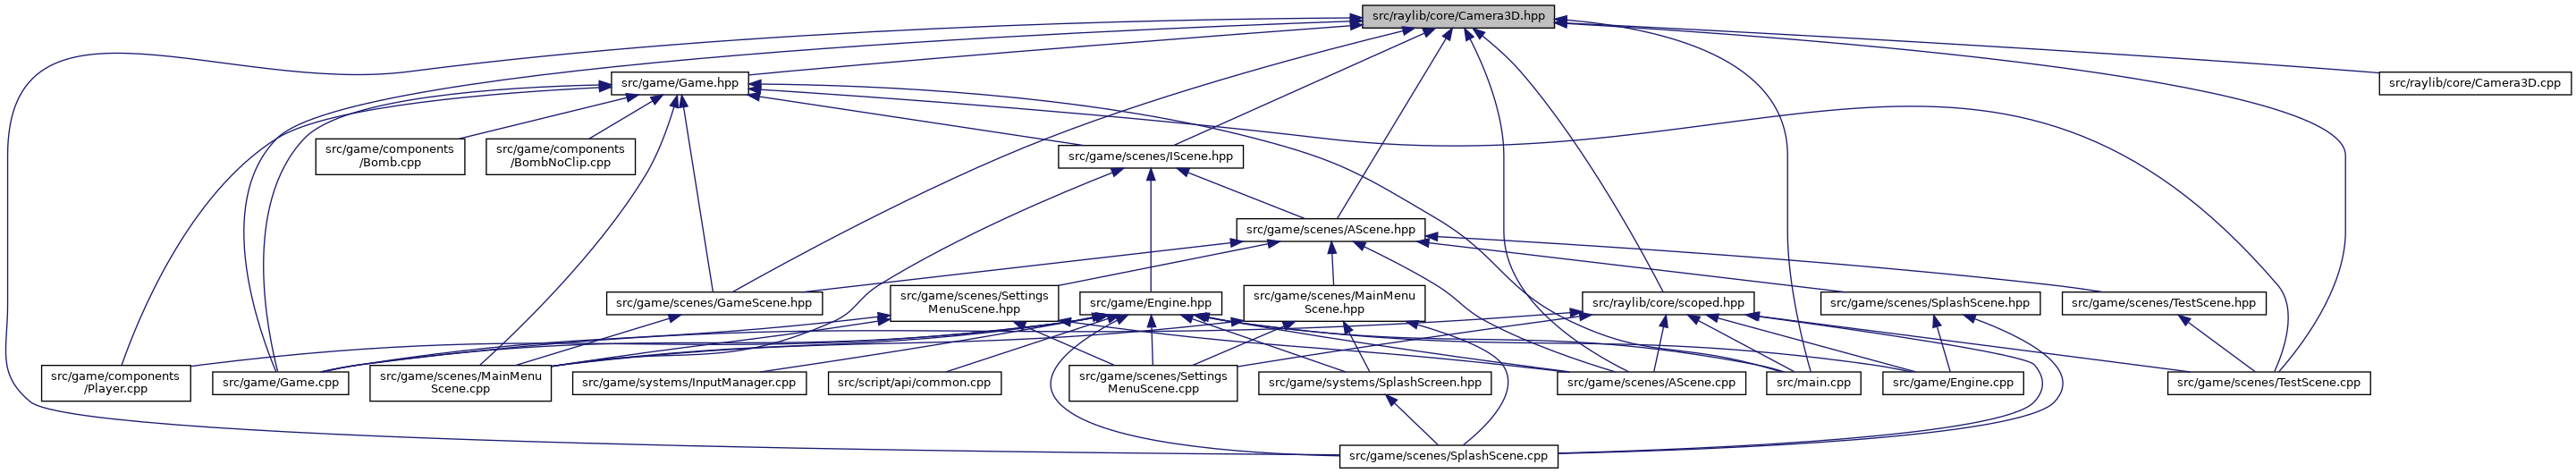 src/raylib/core/Camera3D.hpp
src/game/Game.hpp
src/raylib/core/Camera3D.cpp
src/game/components
/Bomb.cpp
src/game/components
/BombNoClip.cpp
src/game/scenes/IScene.hpp
src/game/scenes/AScene.hpp
src/game/scenes/GameScene.hpp
src/game/scenes/Settings
MenuScene.hpp
src/game/Engine.hpp
src/game/scenes/MainMenu
Scene.hpp
src/raylib/core/scoped.hpp
src/game/scenes/SplashScene.hpp
src/game/scenes/TestScene.hpp
src/game/components
/Player.cpp
src/game/Game.cpp
src/game/scenes/MainMenu
Scene.cpp
src/game/systems/InputManager.cpp
src/script/api/common.cpp
src/game/scenes/Settings
MenuScene.cpp
src/game/systems/SplashScreen.hpp
src/game/scenes/AScene.cpp
src/main.cpp
src/game/Engine.cpp
src/game/scenes/TestScene.cpp
src/game/scenes/SplashScene.cpp